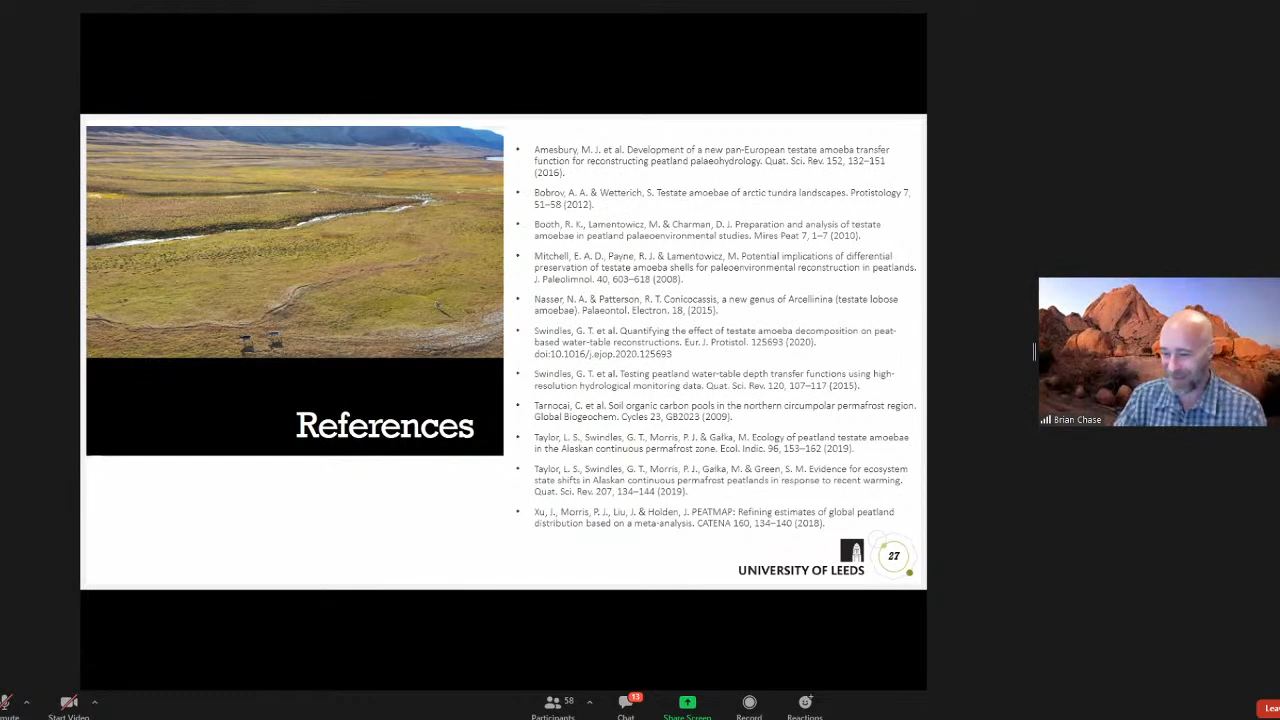 Amesbury, M. J. et al. Development of a new pan-European testate amoeba transfer
function for reconstructing peatland palaeohydrology. Quat. Sci. Rev. 152, 132–151
(2016).
Bobrov, A. A. & Wetterich, S. Testate amoebae of arctic tundra landscapes. Protistology 7,
51–58 (2012).
Booth, R. K., Lamentowicz, M. & Charman, D. J. Preparation and analysis of testate
amoebae in peatland palaeoenvironmental studies. Mires Peat 7, 1–7 (2010).
Mitchell, E. A. D., Payne, R. J. & Lamentowicz, M. Potential implications of differential
preservation of testate amoeba shells for paleoenvironmental reconstruction in peatlands.
J. Paleolimnol. 40, 603–618 (2008).
Nasser, N. A. & Patterson, R. T. Conicocassis, a new genus of Arcellinina (testate lobose
amoebae). Palaeontol. Electron. 18, (2015).
Swindles, G. T. et al. Quantifying the effect of testate amoeba decomposition on peat-
based water-table reconstructions. Eur. J. Protistol. 125693 (2020).
doi:10.1016/j.ejop.2020.125693
Swindles, G. T. et al. Testing peatland water-table depth transfer functions using high-
resolution hydrological monitoring data. Quat. Sci. Rev. 120, 107–117 (2015).
Tarnocai, C. et al. Soil organic carbon pools in the northern circumpolar permafrost region.
Global Biogeochem. Cycles 23, GB2023 (2009).
Taylor, L. S., Swindles, G. T., Morris, P. J. & Gałka, M. Ecology of peatland testate amoebae
in the Alaskan continuous permafrost zone. Ecol. Indic. 96, 153–162 (2019).
Taylor, L. S., Swindles, G. T., Morris, P. J., Gałka, M. & Green, S. M. Evidence for ecosystem
state shifts in Alaskan continuous permafrost peatlands in response to recent warming.
Quat. Sci. Rev. 207, 134–144 (2019).
Xu, J., Morris, P. J., Liu, J. & Holden, J. PEATMAP: Refining estimates of global peatland
distribution based on a meta-analysis. CATENA 160, 134–140 (2018).
References
UNIVERSITY OF LEEDS
27
Brian Chase
58
13
Start Video
Participants
Chat
Share Screen
Record
Reactions